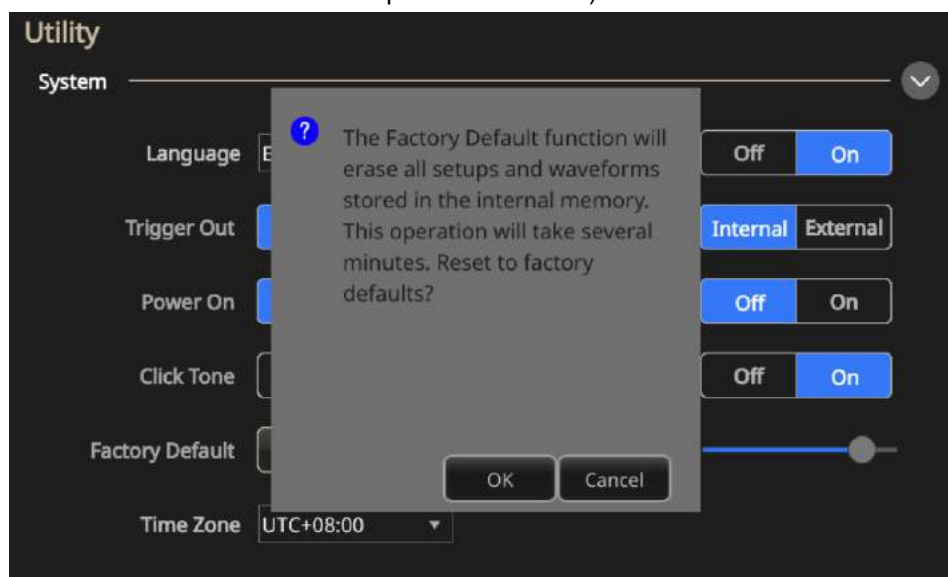 Utility
System
Language E
Off On
The Factory Default function will
erase all setups and waveforms
stored in the internal memory.
This operation will take several
minutes. Reset to factory
defaults?
Trigger Out
Internal External
Power On
Off On
Click Tone
Off On
Factory Default
OK Cancel
Time Zone UTC+08:00